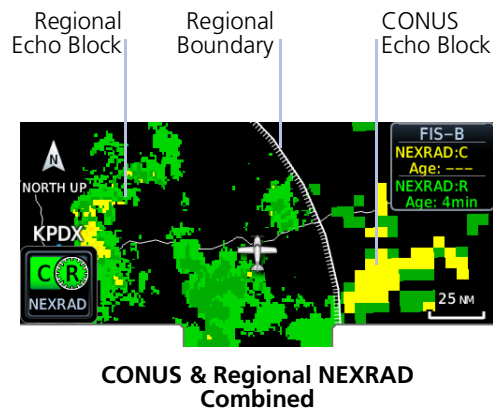 Regional
Echo Block
Regional
Boundary
CONUS
Echo Block
FIS-B
NEXRAD:C
Age: ---
NEXRAD:R
Age: 4min
N
NORTH UP
KPDX
C R
NEXRAD
25 NM
CONUS & Regional NEXRAD
Combined